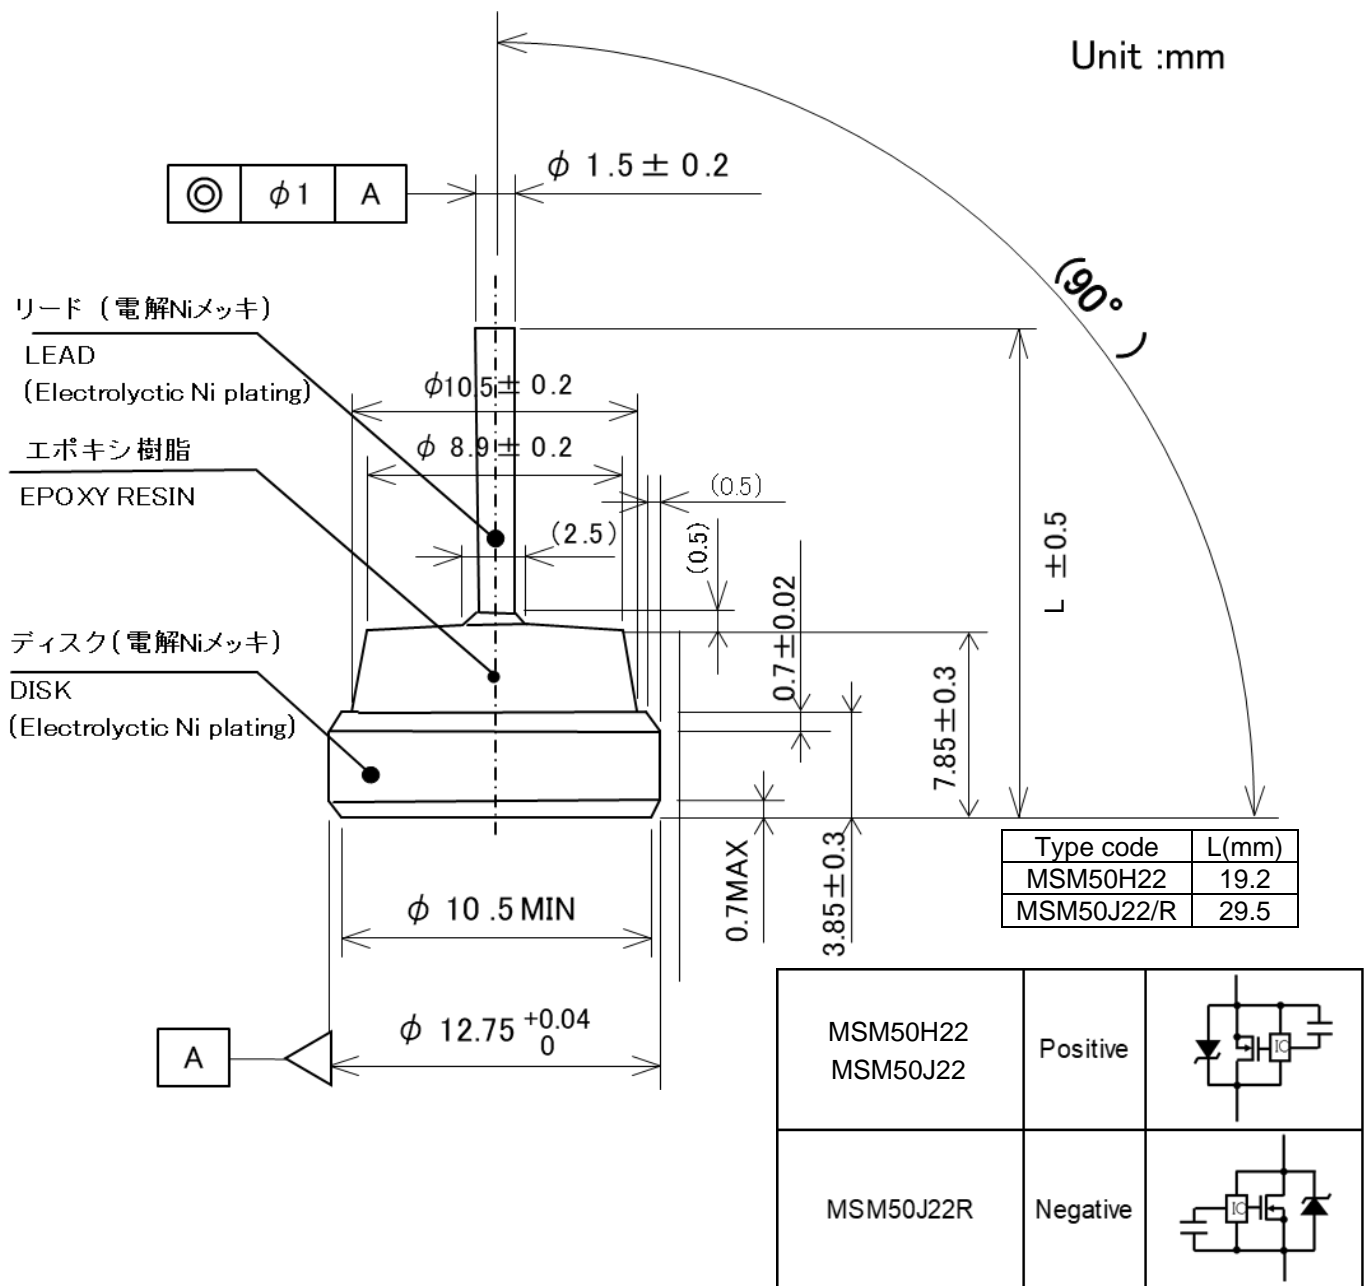 Unit :mm
φ 1.5± 0.2
◎ φ1 A
(90° )
リード (電解Niメッキ)
LEAD
(Electrolyctic Ni plating)
φ10.5± 0.2
エポキシ樹脂
φ 8.9± 0.2
EPOXY RESIN
(0.5)
(2.5)
(0.5)
L ±0.5
0.7±0.02
ディスク(電解Niメッキ)
DISK
(Electrolyctic Ni plating)
7.85±0.3
0.7MAX
3.85±0.3
Type code L(mm)
MSM50H22 19.2
MSM50J22/R 29.5
φ 10 .5MIN
φ 12.75 +0.04
0
A
MSM50H22
MSM50J22
Positive
IC
MSM50J22R
Negative
IC